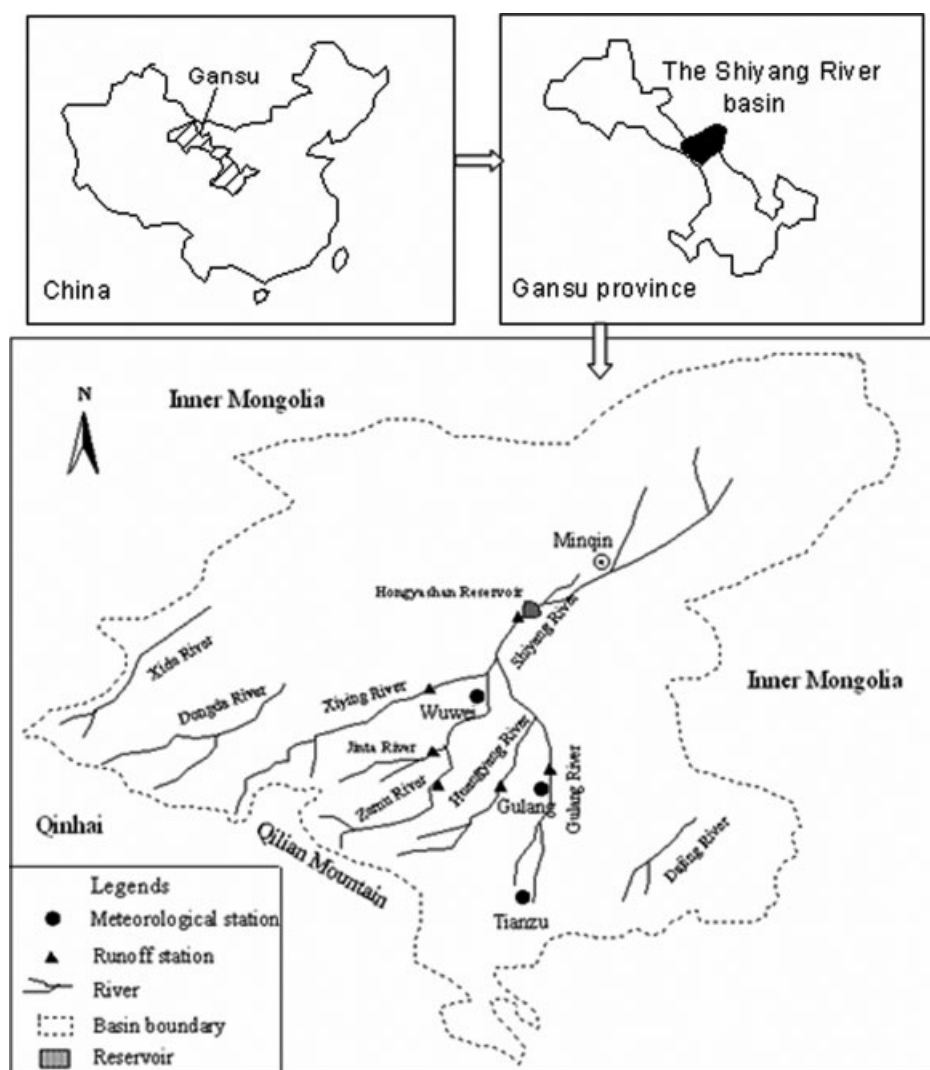 Gansu
China
The Shiyang River
basin
Gansu province
N
Inner Mongolia
Minqin
Hongyashan Reservoir
Shiyang River
Xida River
Dongda River
Xiying River
Wuwei
Inner Mongolia
Jinta River
Zamu River
Huangyang River
Gulang
Gulang River
Qinhai
Qilian Mountain
Dajing River
Tianzu
Legends
Meteorological station
Runoff station
River
Basin boundary
Reservoir